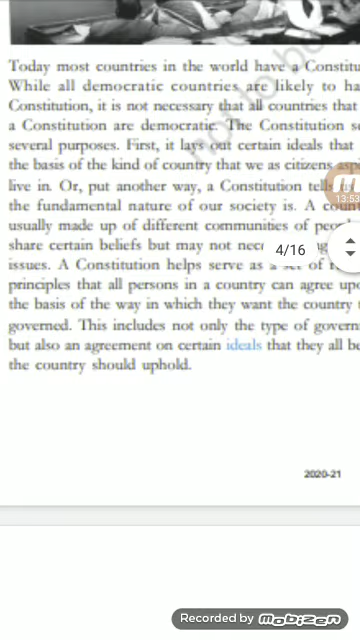 Today most countries in the world have a Constitu
While all democratic countries are likely to ha
Constitution, it is not necessary that all countries that
a Constitution are democratic. The Constitution s
several purposes. First, it lays out certain ideals that
the basis of the kind of country that we as citizens asp
live in. Or, put another way, a Constitution tells
the fundamental nature of our society is. A coun
usually made up of different communities of peo
share certain beliefs but may not nec
issues. A Constitution helps serve as a set of
principles that all persons in a country can agree upo
the basis of the way in which they want the country
governed. This includes not only the type of govern
but also an agreement on certain ideals that they all be
the country should uphold.
13:53
4/16
2020-21
Recorded by mobizen